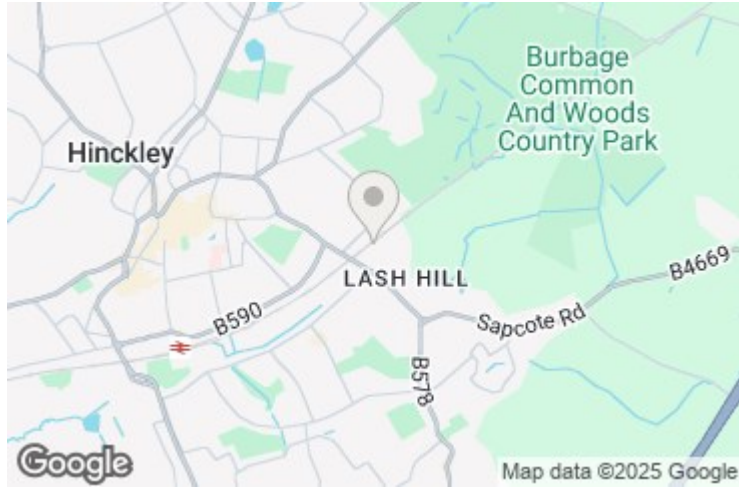 Burbage
Common
And Woods
Country Park
Hinckley
LASH HILL
B4669
B590
Sapcote Rd
B578
Google
Map data ©2025 Google